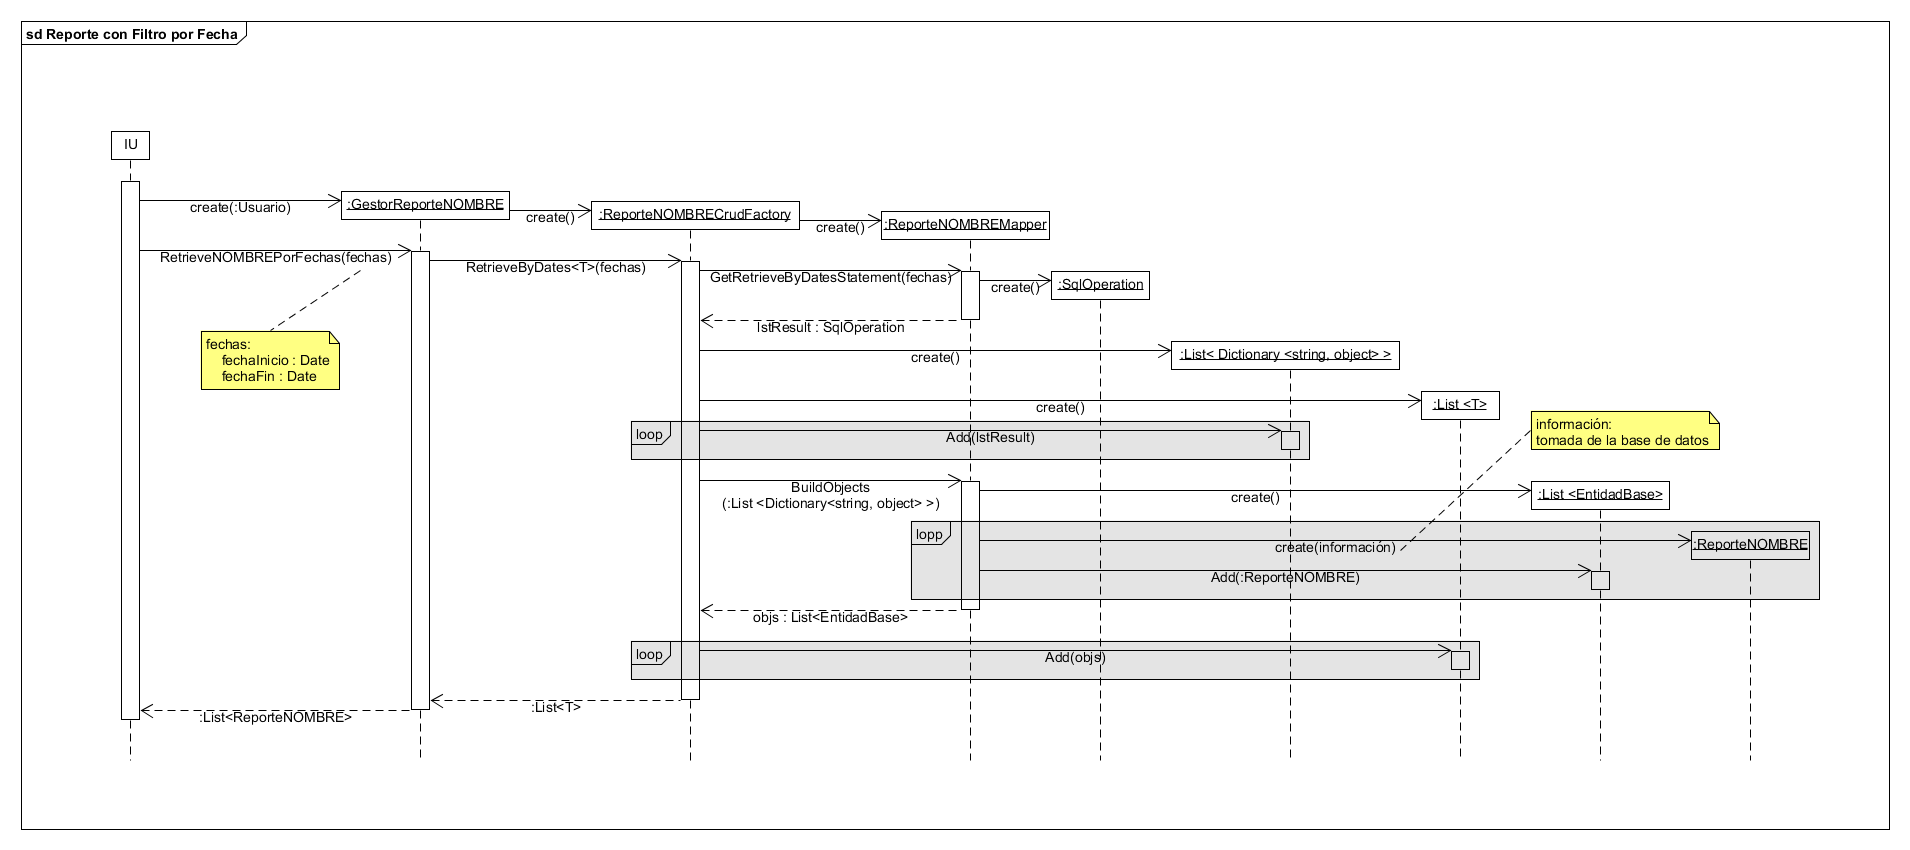 sd Reporte con Filtro por Fecha
IU
create(:Usuario)
:GestorReporteNOMBRE
create()
:ReporteNOMBRECrudFactory
create()
:ReporteNOMBREMapper
RetrieveNOMBREPorFechas(fechas)
RetrieveByDates<T>(fechas)
GetRetrieveByDatesStatement(fechas)
create()
:SqlOperation
lstResult : SqlOperation
fechas:
fechaInicio : Date
fechaFin : Date
create()
:List< Dictionary <string, object> >
create()
:List <T>
loop
Add(lstResult)
información:
tomada de la base de datos
BuildObjects
(:List <Dictionary<string, object> >)
create()
:List <EntidadBase>
lopp
create(información)
:ReporteNOMBRE
Add(:ReporteNOMBRE)
objs : List<EntidadBase>
loop
Add(objs)
:List<T>
:List<ReporteNOMBRE>